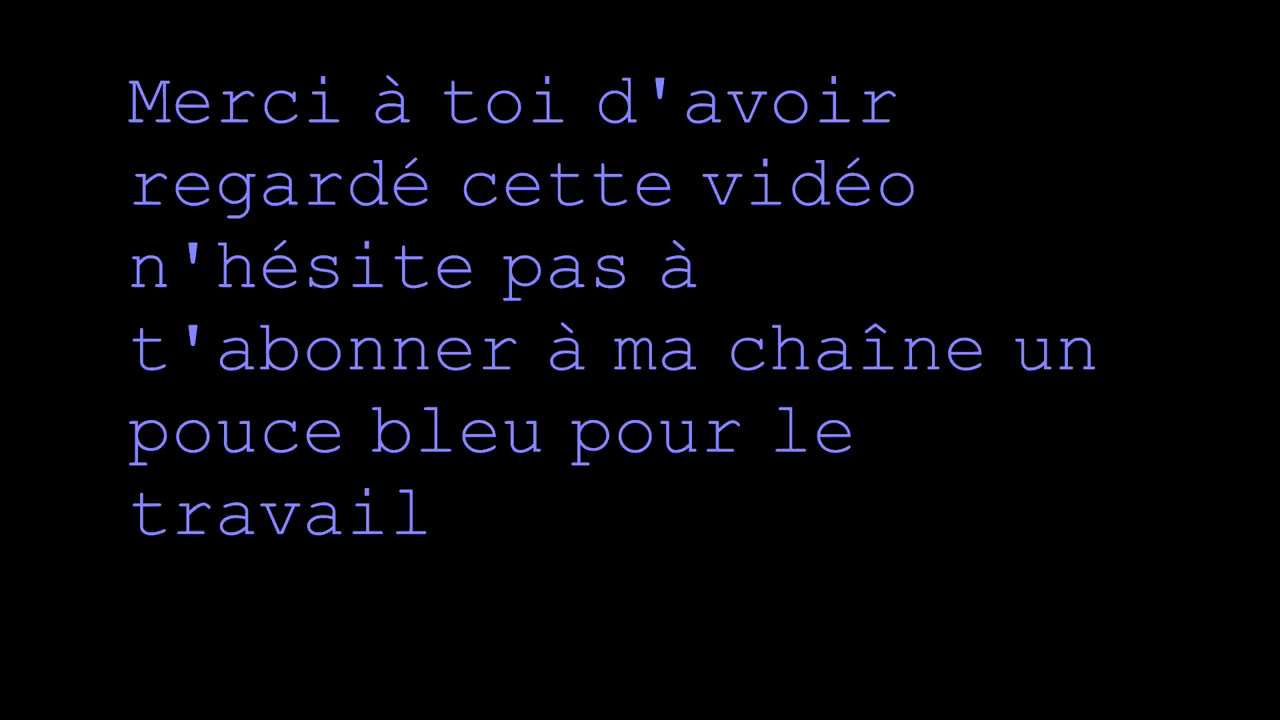 Merci à toi d'avoir
regardé cette vidéo
n'hésite pas à
t'abonner à ma chaîne un
pouce bleu pour le
travail